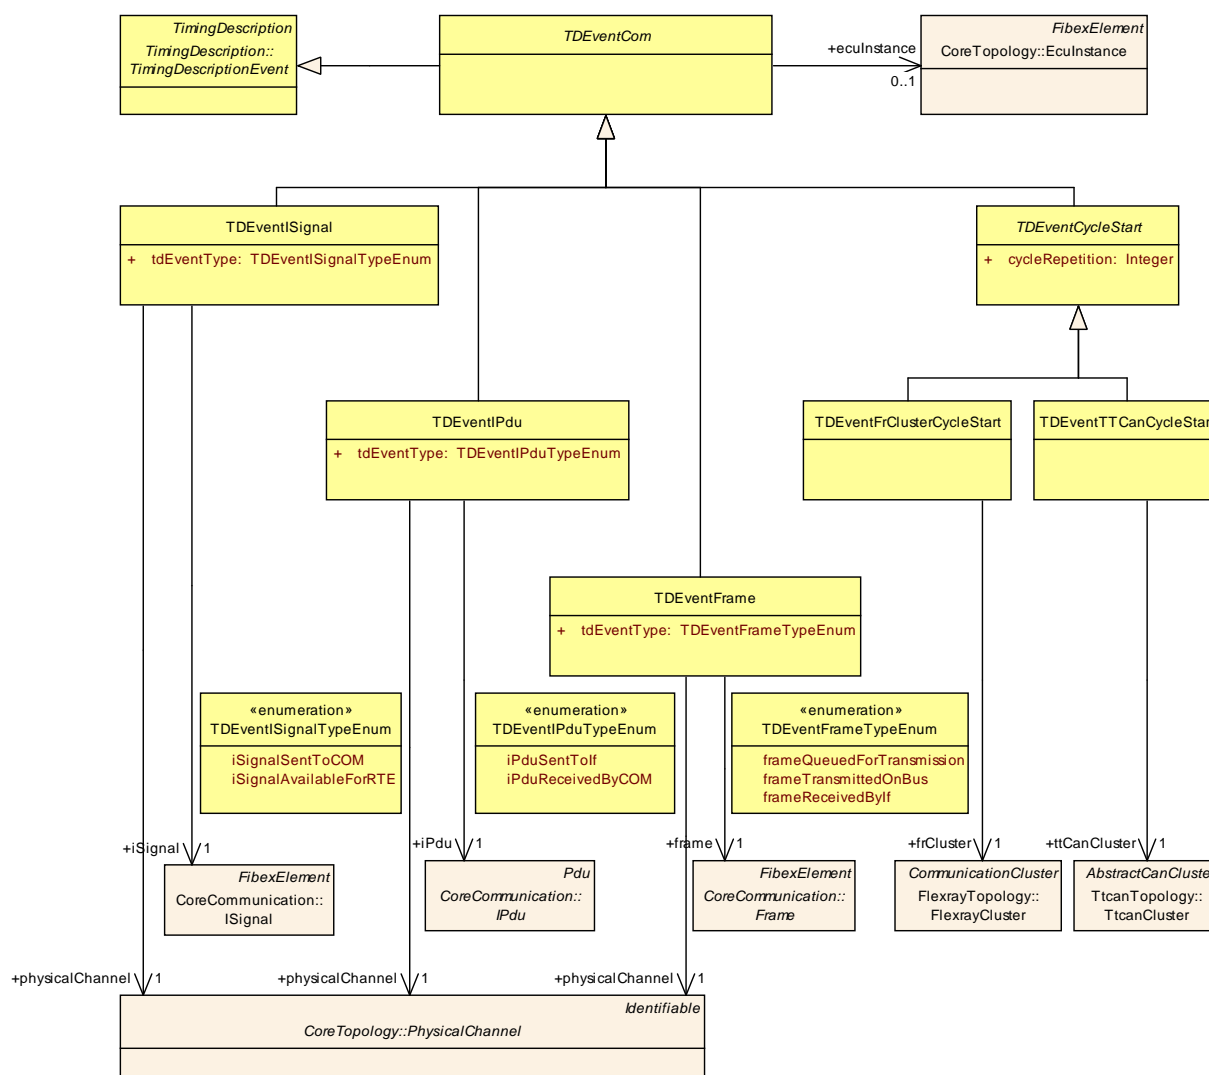 TimingDescription
TimingDescription::
TimingDescriptionEvent
TDEventCom
+ecuInstance
0..1
FibexElement
CoreTopology::EcuInstance
TDEventISignal
+ tdEventType: TDEventISignalTypeEnum
TDEventCycleStart
+ cycleRepetition: Integer
TDEventIPdu
+ tdEventType: TDEventIPduTypeEnum
TDEventFrClusterCycleStart
TDEventTTCanCycleStar
TDEventFrame
+ tdEventType: TDEventFrameTypeEnum
«enumeration»
TDEventISignalTypeEnum
iSignalSentToCOM
iSignalAvailableForRTE
«enumeration»
TDEventIPduTypeEnum
iPduSentToIf
iPduReceivedByCOM
«enumeration»
TDEventFrameTypeEnum
frameQueuedForTransmission
frameTransmittedOnBus
frameReceivedByIf
+iSignal 1
+iPdu 1
+frame 1
+frCluster 1
+ttCanCluster 1
FibexElement
CoreCommunication::
ISignal
Pdu
CoreCommunication::
IPdu
FibexElement
CoreCommunication::
Frame
CommunicationCluster
FlexrayTopology::
FlexrayCluster
AbstractCanCluste
TtcanTopology::
TtcanCluster
+physicalChannel 1
+physicalChannel 1
+physicalChannel 1
Identifiable
CoreTopology::PhysicalChannel